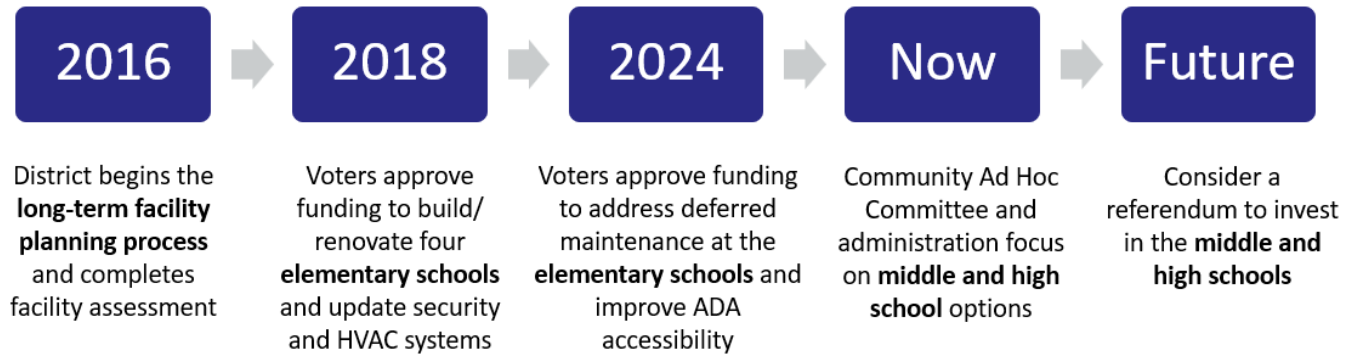 2016
2018
2024
Now
Future
District begins the
long-term facility
planning process
and completes
facility assessment
Voters approve
funding to build/
renovate four
elementary schools
and update security
and HVAC systems
Voters approve funding
to address deferred
maintenance at the
elementary schools and
improve ADA
accessibility
Community Ad Hoc
Committee and
administration focus
on middle and high
school options
Consider a
referendum to invest
in the middle and
high schools